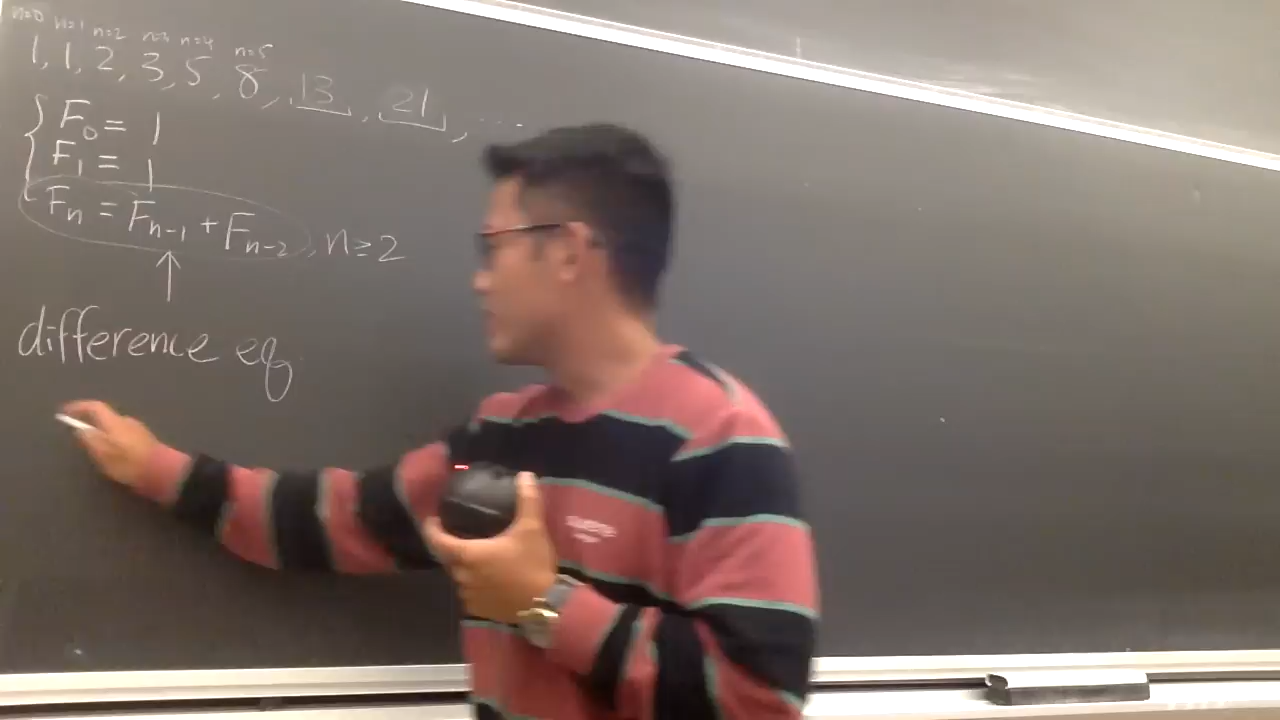 n=0 n=1 n=2 n=3 n=4 n=5
1, 1, 2, 3, 5, 8, 13, 21, ...
F₀ = 1
F₁ = 1
Fₙ = Fₙ₋₁ + Fₙ₋₂, n ≥ 2
difference eq